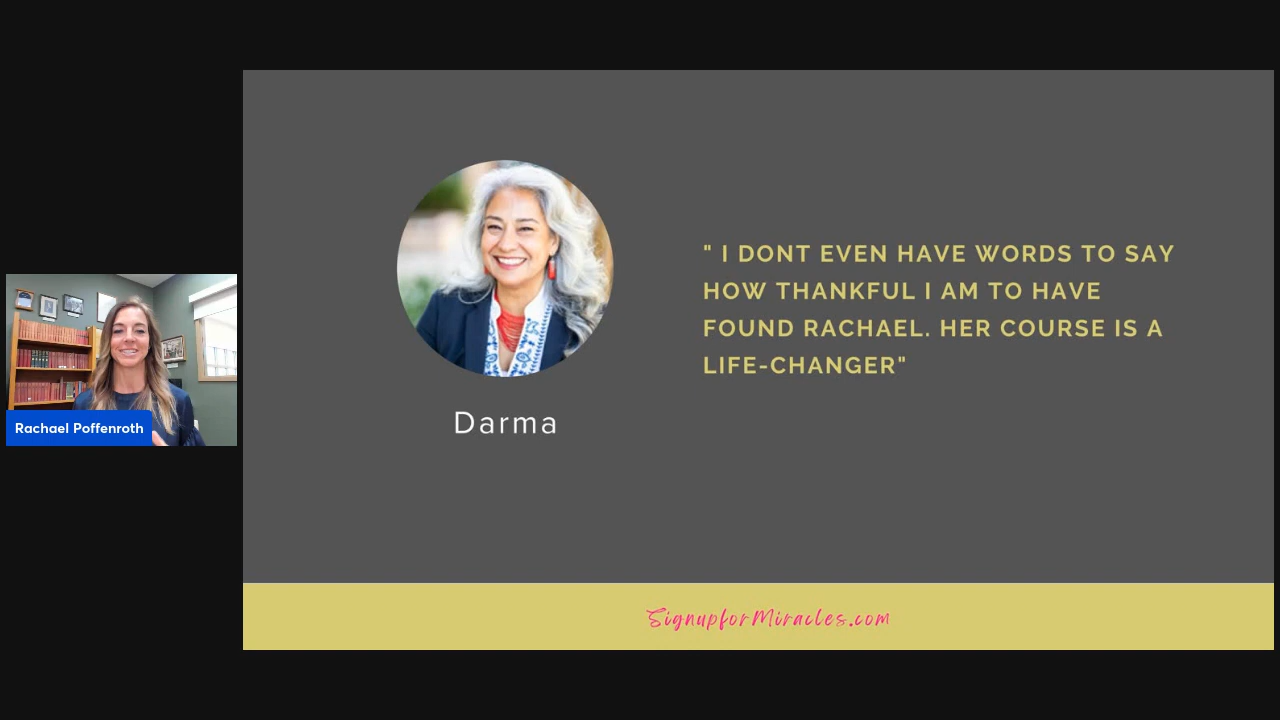 " I DONT EVEN HAVE WORDS TO SAY
HOW THANKFUL I AM TO HAVE
FOUND RACHAEL. HER COURSE IS A
LIFE-CHANGER"
Darma
Rachael Poffenroth
SignupforMiracles.com